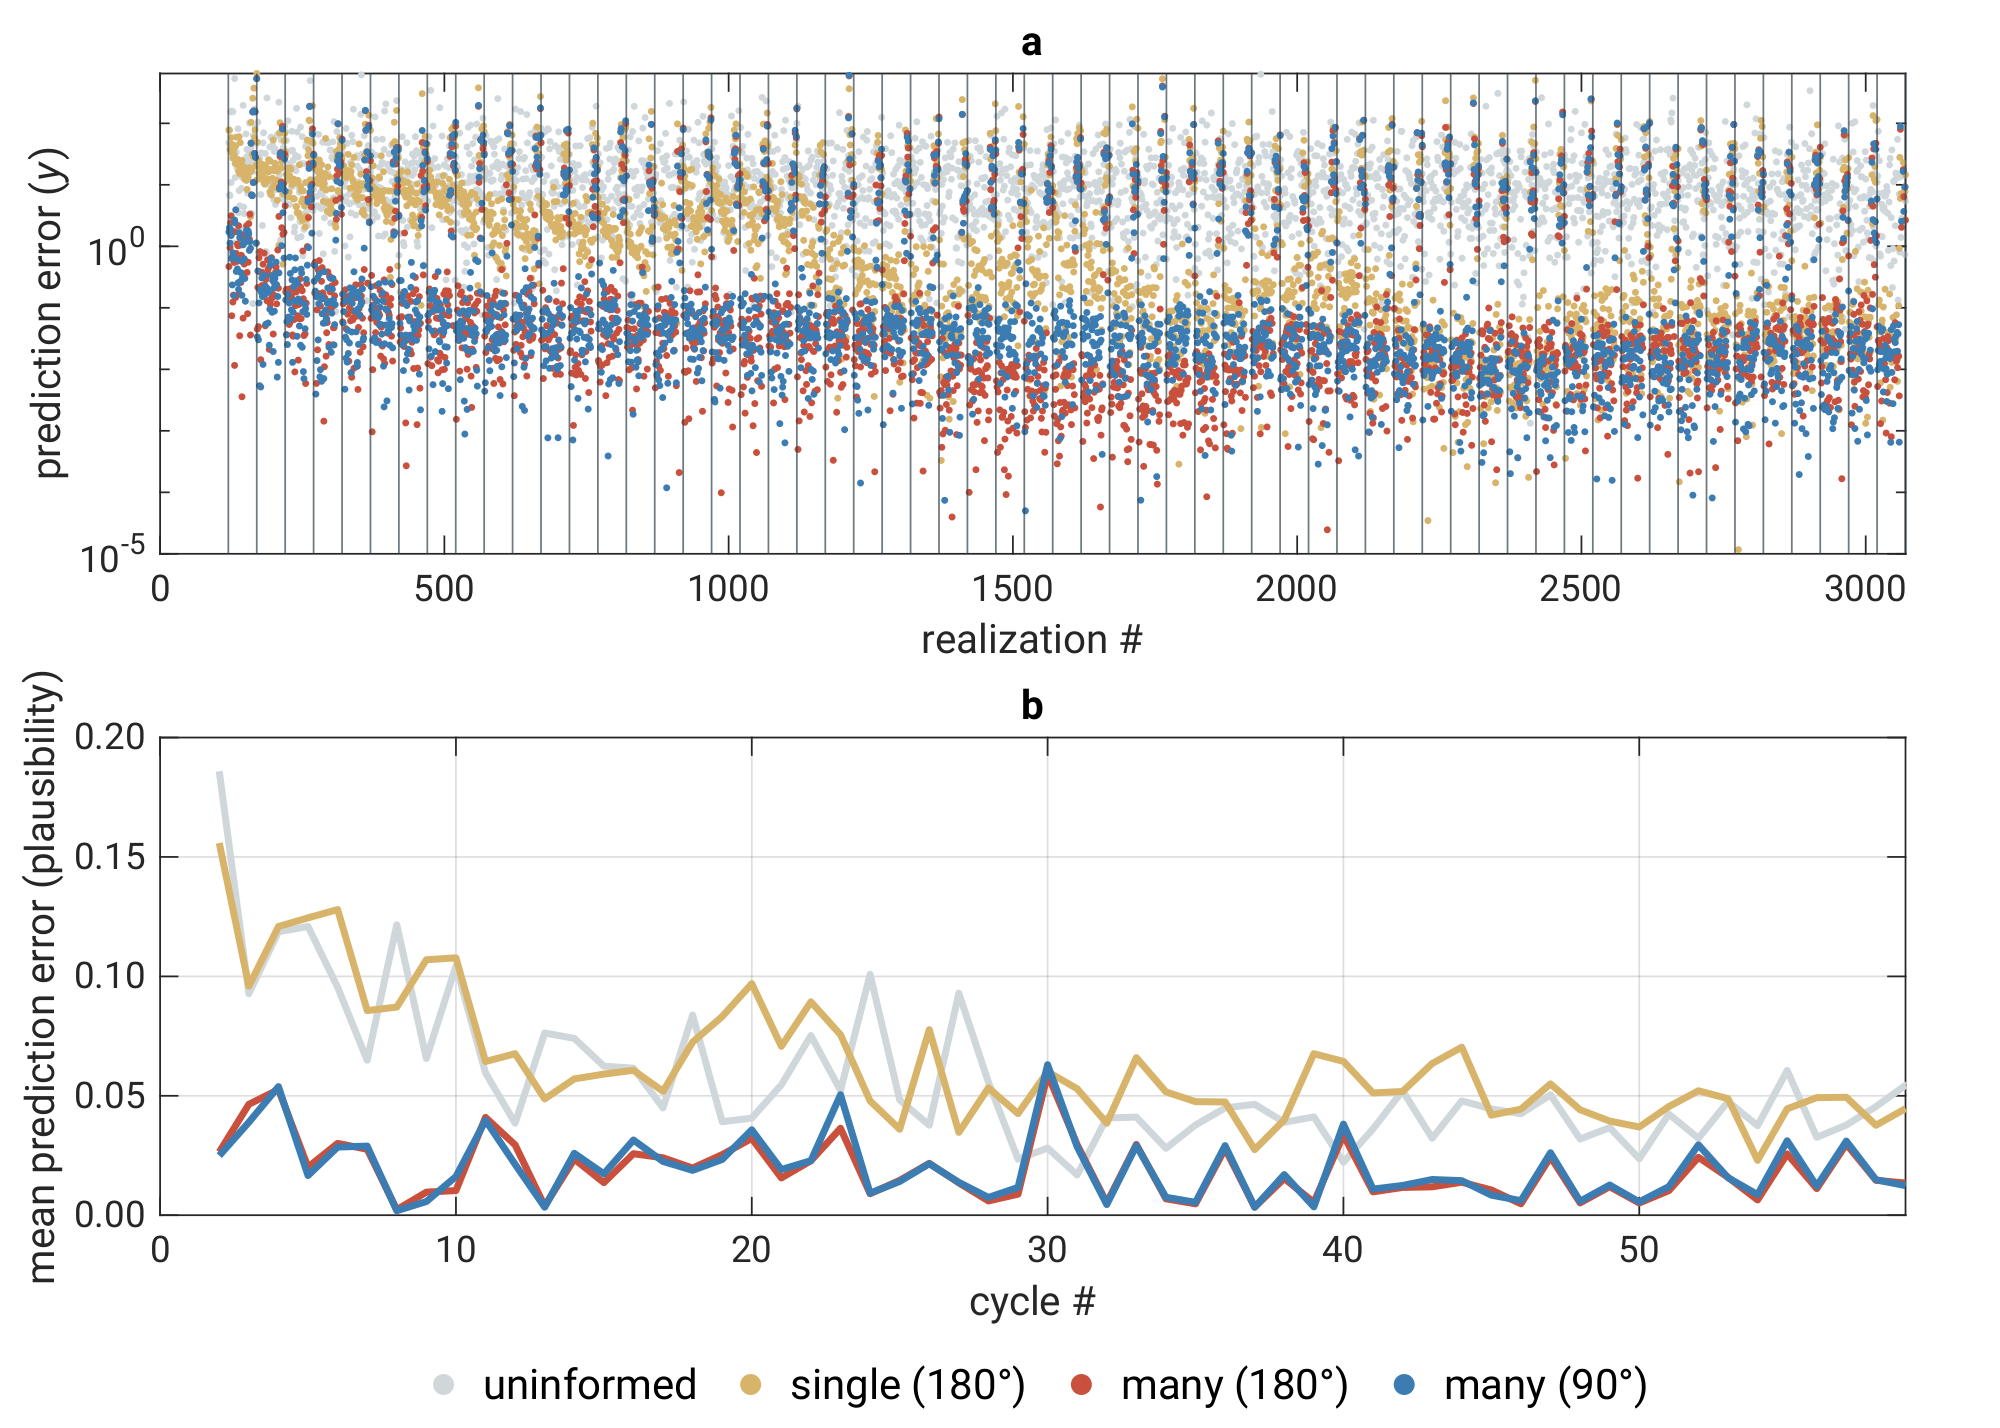 a
prediction error (y)
10⁰
10⁻⁵
0 500 1000 1500 2000 2500 3000
realization #
b
mean prediction error (plausibility)
0.20
0.15
0.10
0.05
0.00
0 10 20 30 40 50
cycle #
uninformed single (180°) many (180°) many (90°)